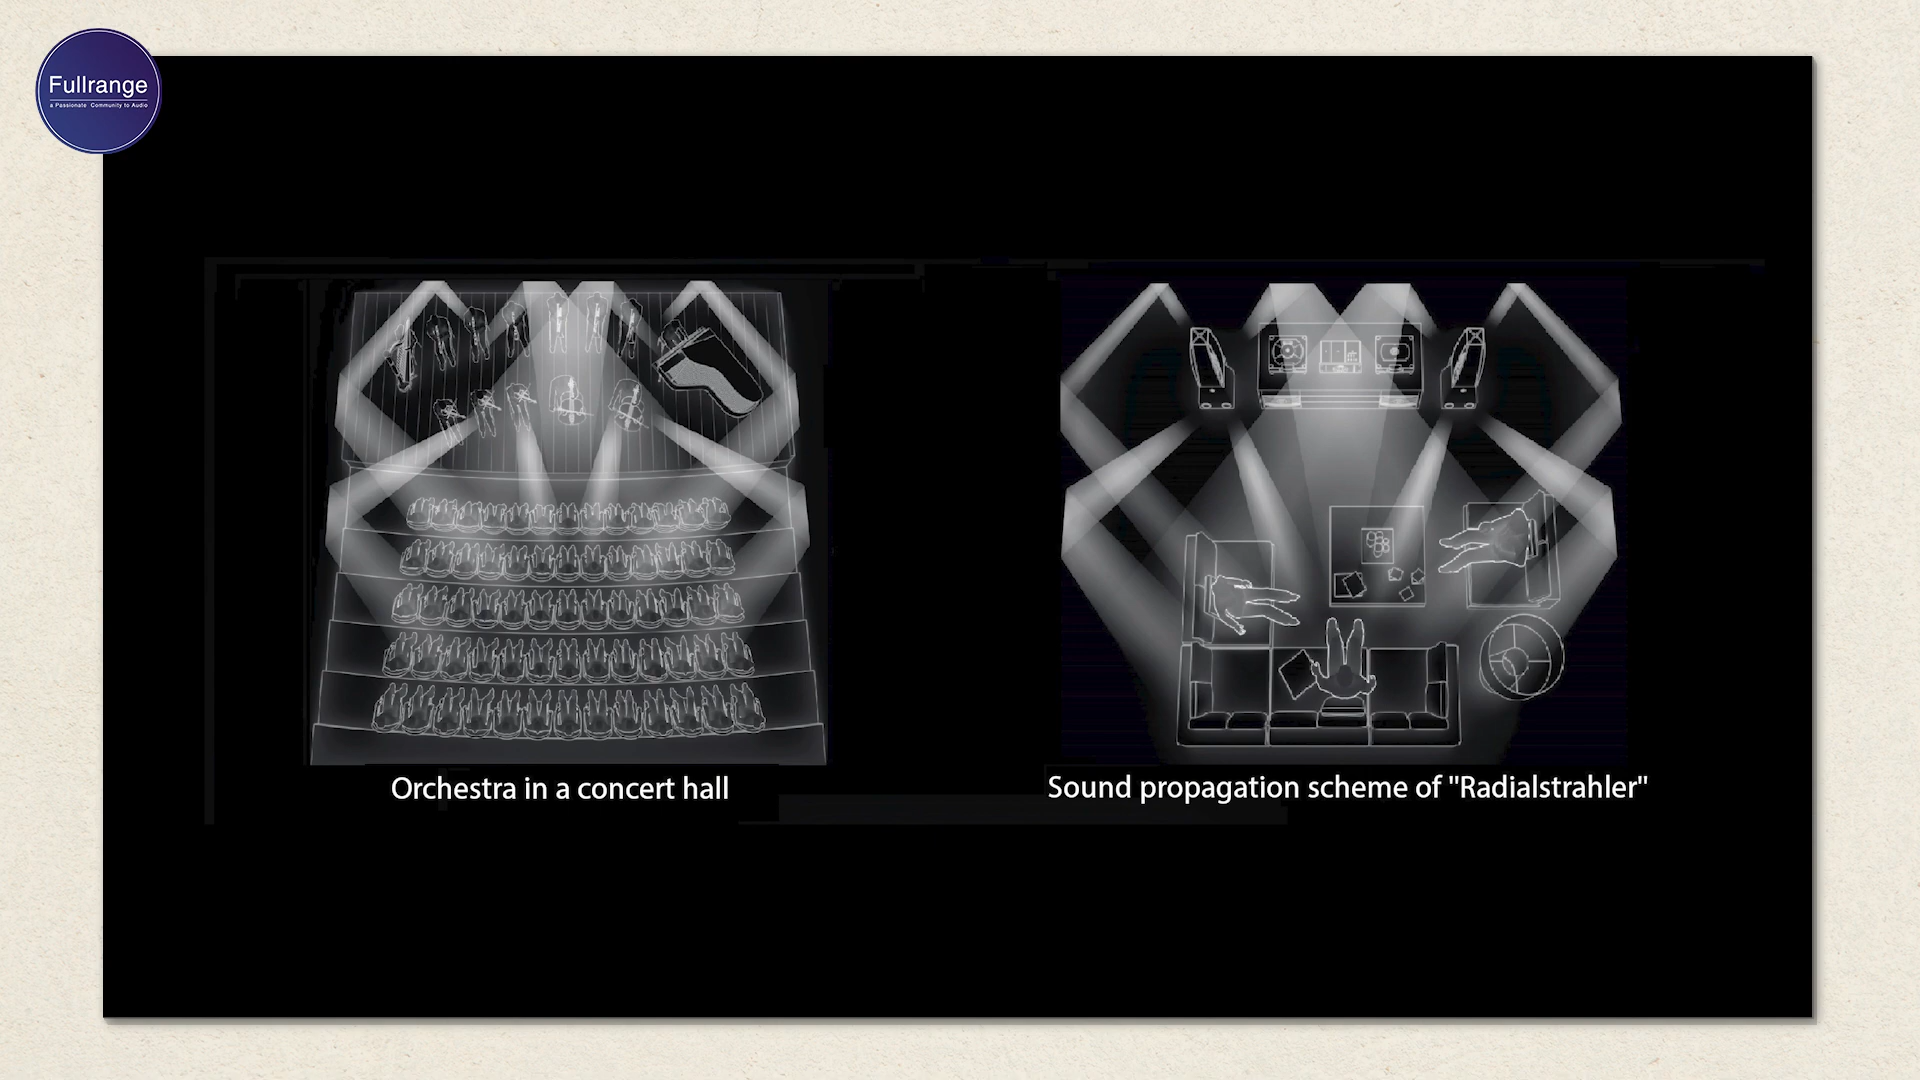 Fullrange
a Passionate Community to Audio
Orchestra in a concert hall
Sound propagation scheme of "Radialstrahler"